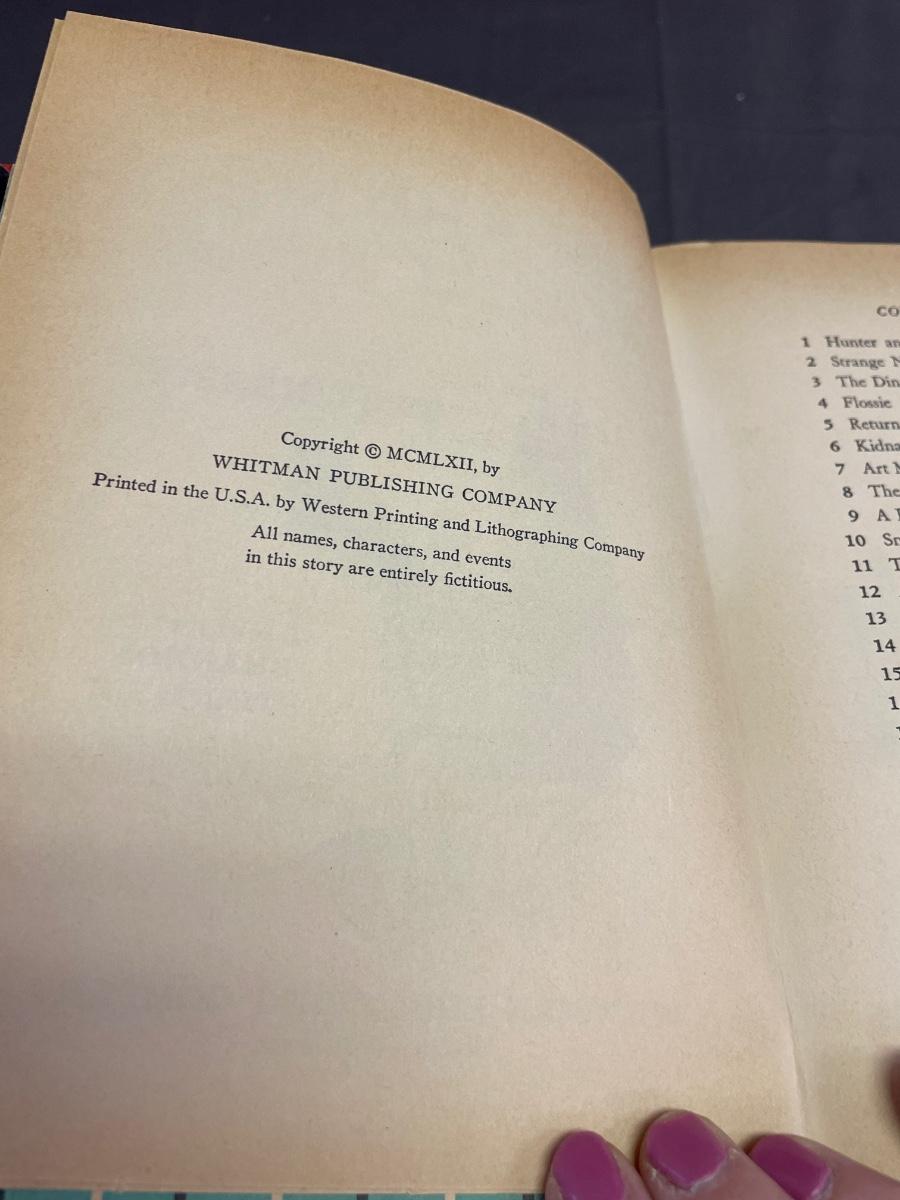 Copyright © MCMLXII, by
WHITMAN PUBLISHING COMPANY
Printed in the U.S.A. by Western Printing and Lithographing Company
All names, characters, and events
in this story are entirely fictitious.
1 Hunter
2 Strange
3 The
4 Flossie
5 Return
6
7 Art
8 The
9 A
10
11
12
13
14
15